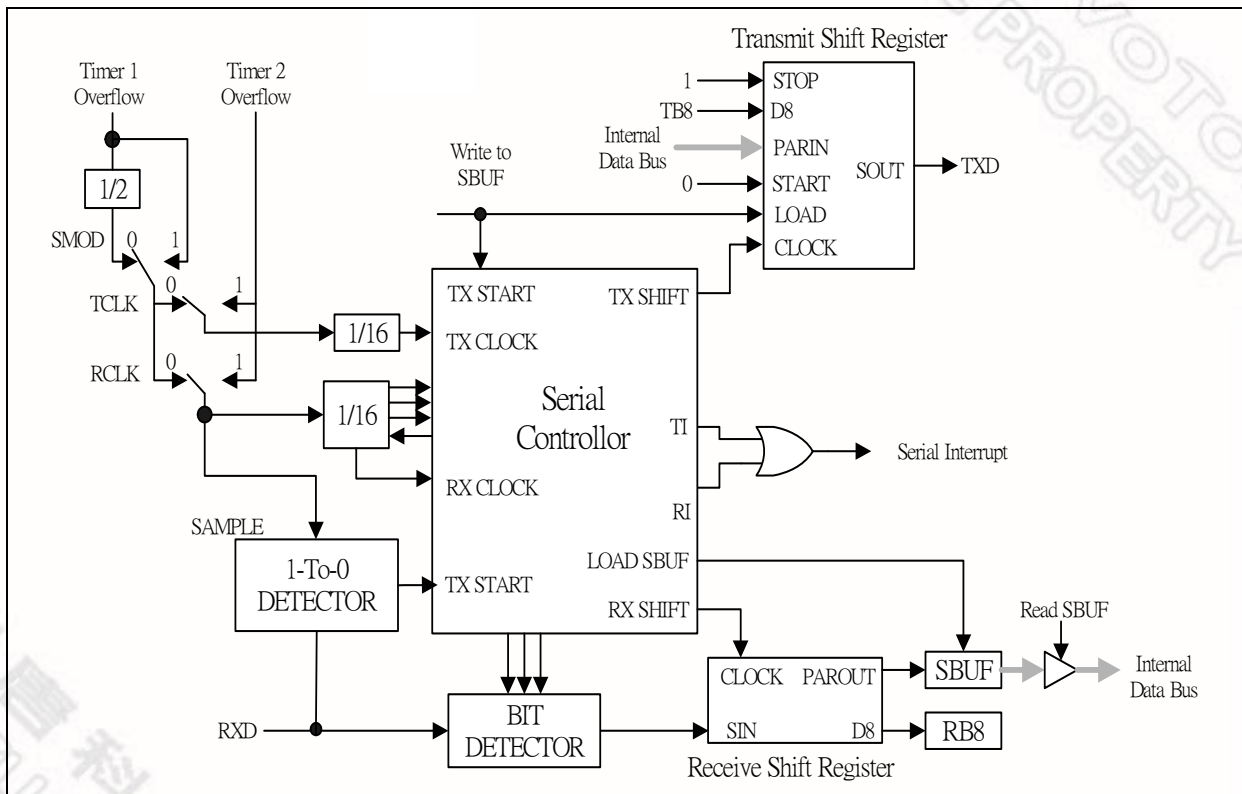 Transmit Shift Register
Timer 1
Overflow
Timer 2
Overflow
1
STOP
TB8
D8
Internal
Data Bus
PARIN
SOUT
TXD
Write to
SBUF
0
START
LOAD
CLOCK
1/2
SMOD
0
1
TCLK
0
1
RCLK
0
1
1/16
1/16
TX START
TX SHIFT
TX CLOCK
Serial
Controllor
TI
RI
Serial Interrupt
RX CLOCK
SAMPLE
1-To-0
DETECTOR
TX START
LOAD SBUF
RX SHIFT
Read SBUF
CLOCK
PAROUT
SBUF
Internal
Data Bus
RXD
BIT
DETECTOR
SIN
D8
RB8
Receive Shift Register
VOTO
PROPERTY
科